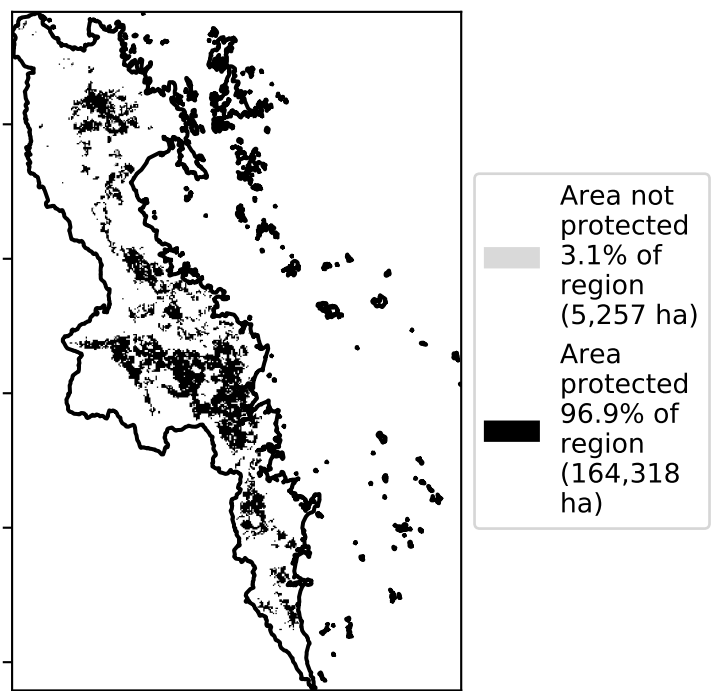 Area not
protected
3.1% of
region
(5,257 ha)
Area
protected
96.9% of
region
(164,318
ha)